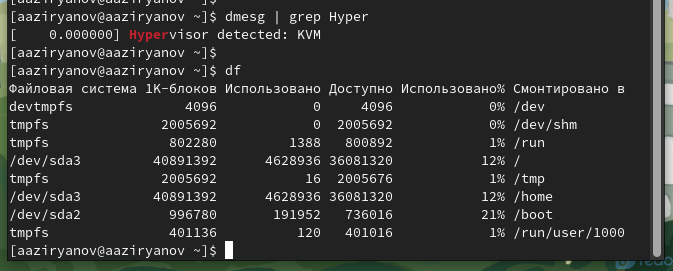 [aaziryanov@aaziryanov ~]$ dmesg | grep Hyper
[    0.000000] Hypervisor detected: KVM
[aaziryanov@aaziryanov ~]$
[aaziryanov@aaziryanov ~]$ df
Файловая система 1K-блоков Использовано Доступно Использовано% Смонтировано в
devtmpfs              4096            0     4096            0% /dev
tmpfs              2005692            0  2005692            0% /dev/shm
tmpfs               802280         1388   800892            1% /run
/dev/sda3         40891392      4628936 36081320           12% /
tmpfs              2005692           16  2005676            1% /tmp
/dev/sda3         40891392      4628936 36081320           12% /home
/dev/sda2           996780       191952   736016           21% /boot
tmpfs               401136          120   401016            1% /run/user/1000
[aaziryanov@aaziryanov ~]$